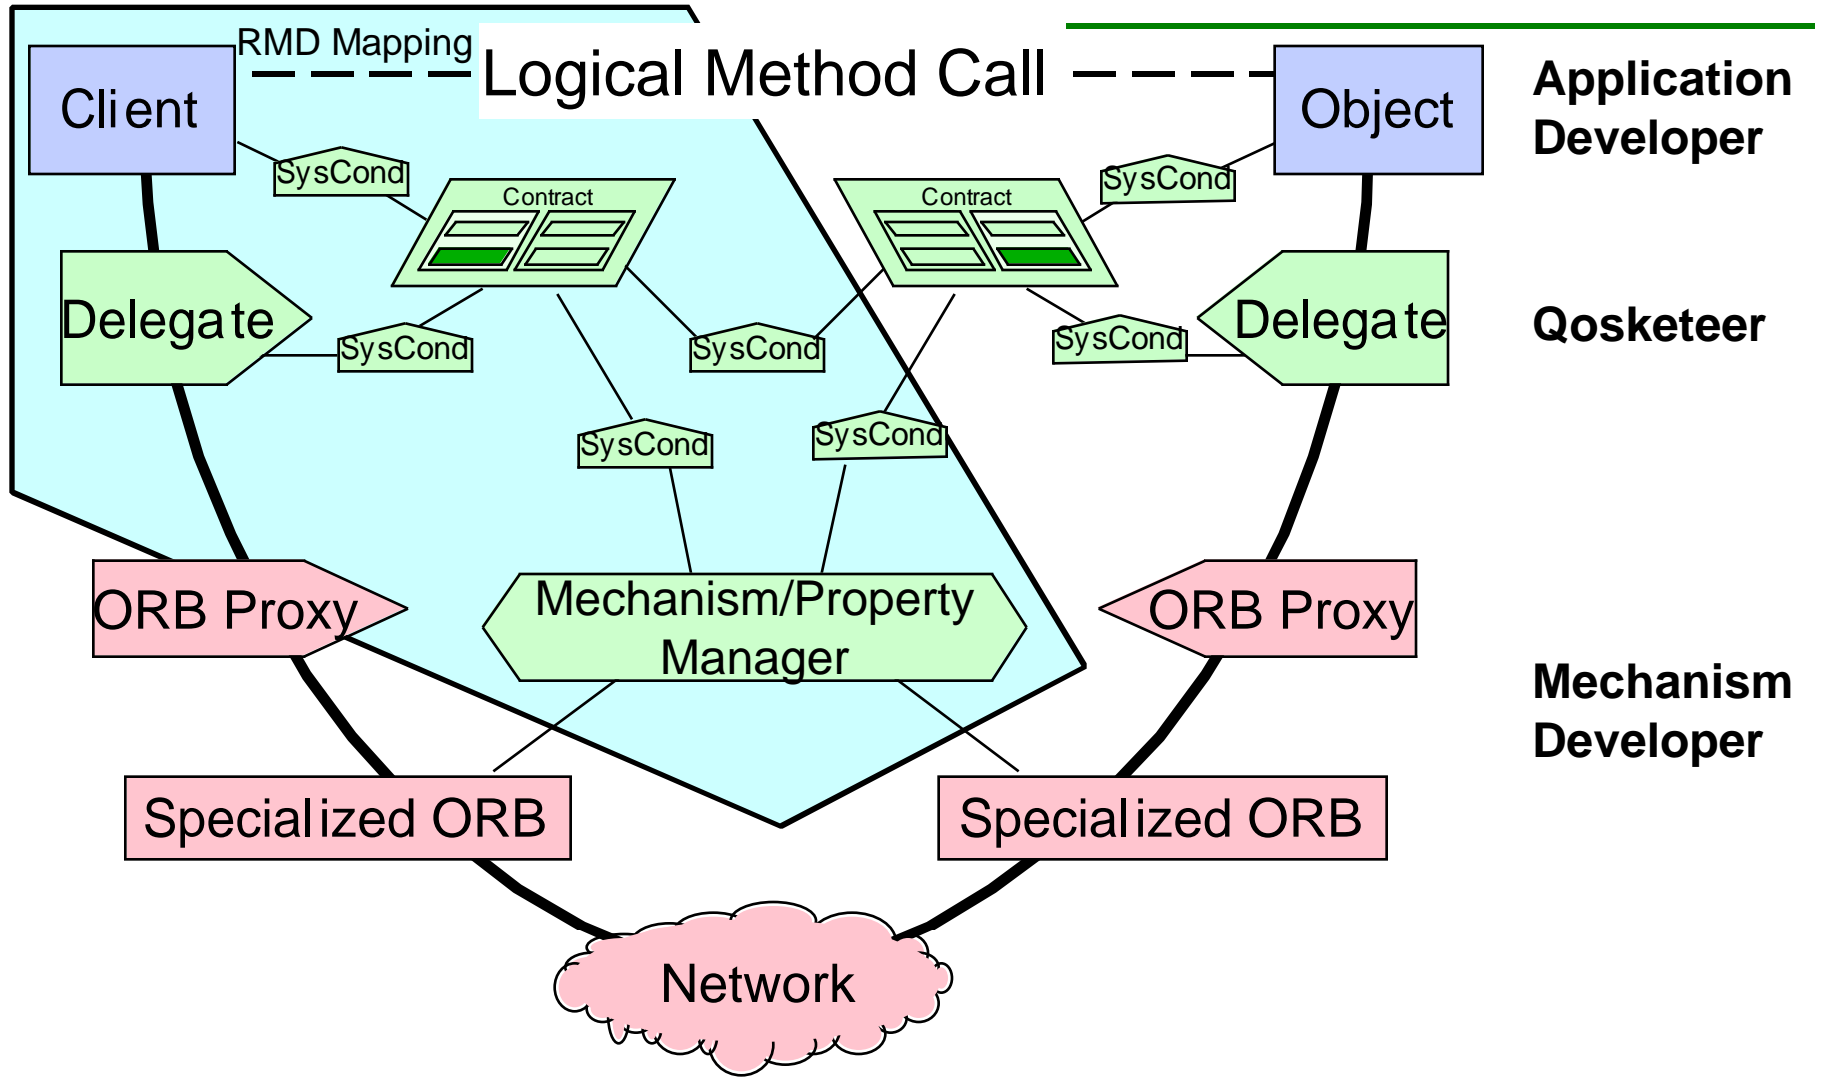 RMD Mapping
Logical Method Call
Client
Object
Application
Developer
SysCond
SysCond
Contract
Contract
Delegate
Delegate
Qosketeer
SysCond
SysCond
SysCond
SysCond
SysCond
ORB Proxy
Mechanism/Property
Manager
ORB Proxy
Mechanism
Developer
Specialized ORB
Specialized ORB
Network